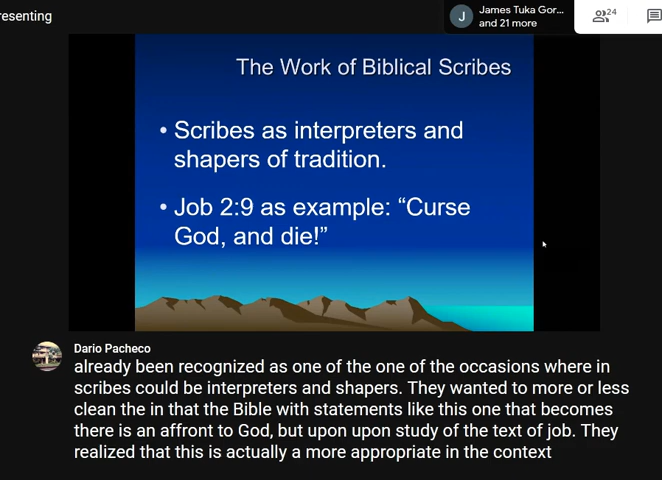 resenting
J
James Tuka Gor...
and 21 more
24
The Work of Biblical Scribes
• Scribes as interpreters and
shapers of tradition.
• Job 2:9 as example: “Curse
God, and die!”
Dario Pacheco
already been recognized as one of the one of the occasions where in
scribes could be interpreters and shapers. They wanted to more or less
clean the in that the Bible with statements like this one that becomes
there is an affront to God, but upon upon study of the text of job. They
realized that this is actually a more appropriate in the context